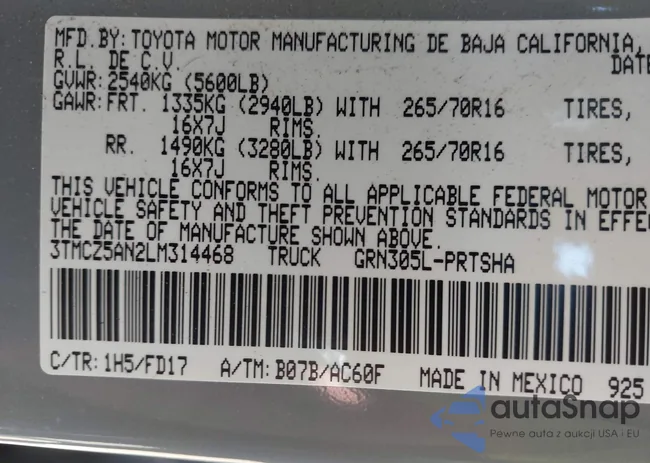 MFD.BY:TOYOTA MOTOR MANUFACTURING DE BAJA CALIFORNIA,
R.L. DE C.V.
DATE
GVWR:2540KG (5600LB)
GAWR:FRT. 1335KG (2940LB) WITH 265/70R16 TIRES,
16X7J RIMS.
RR. 1490KG (3280LB) WITH 265/70R16 TIRES,
16X7J RIMS.
THIS VEHICLE CONFORMS TO ALL APPLICABLE FEDERAL MOTOR
VEHICLE SAFETY AND THEFT PREVENTION STANDARDS IN EFFE
THE DATE OF MANUFACTURE SHOWN ABOVE.
3TMCZ5AN2LM314468 TRUCK GRN305L-PRTSHA
C/TR:1H5/FD17 A/TM:B07B/AC60F MADE IN MEXICO 925
autaSnap
Pewne auta z aukcji USA i EU